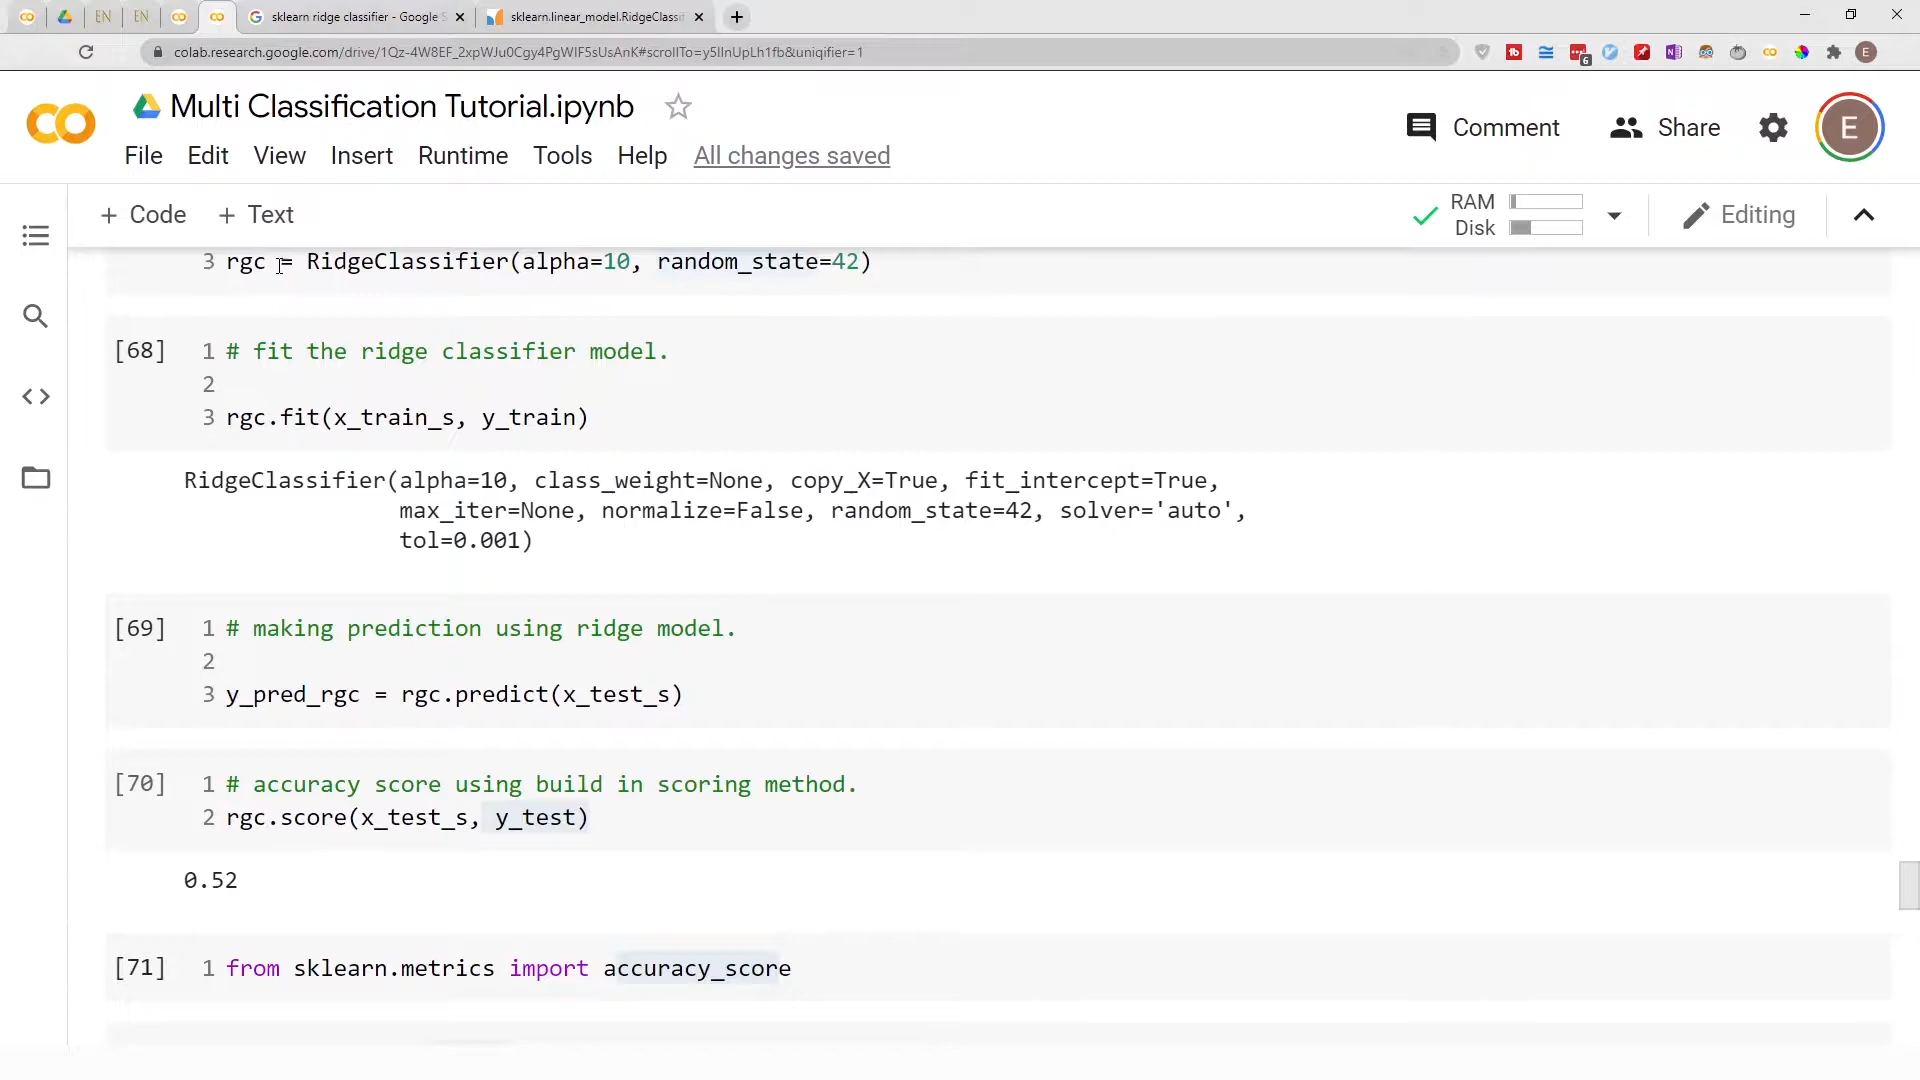 sklearn ridge classifier - Google S
sklearn.linear_model.RidgeClassif
colab.research.google.com/drive/1Qz-4W8EF_2xpWJu0Cgy4PgWIF5sUsAnK#scrollTo=y5lInUpLh1fb&uniqifier=1
EN
EN
6
E
CO
Multi Classification Tutorial.ipynb
Comment
Share
E
File Edit View Insert Runtime Tools Help All changes saved
+ Code + Text
RAM
Disk
Editing
3 rgc = RidgeClassifier(alpha=10, random_state=42)
[68] 1 # fit the ridge classifier model.
2
3 rgc.fit(x_train_s, y_train)
RidgeClassifier(alpha=10, class_weight=None, copy_X=True, fit_intercept=True,
max_iter=None, normalize=False, random_state=42, solver='auto',
tol=0.001)
[69] 1 # making prediction using ridge model.
2
3 y_pred_rgc = rgc.predict(x_test_s)
[70] 1 # accuracy score using build in scoring method.
2 rgc.score(x_test_s, y_test)
0.52
[71] 1 from sklearn.metrics import accuracy_score